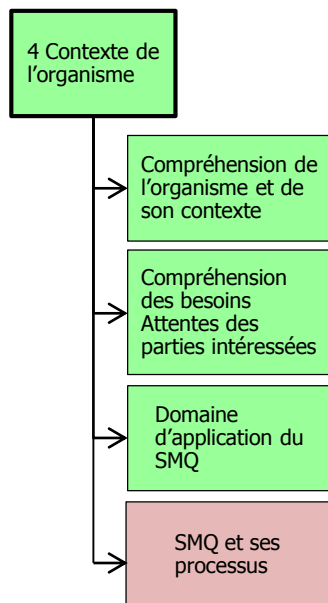 4 Contexte de
l’organisme
Compréhension de
l’organisme et de
son contexte
Compréhension
des besoins
Attentes des
parties intéressées
Domaine
d’application du
SMQ
SMQ et ses
processus